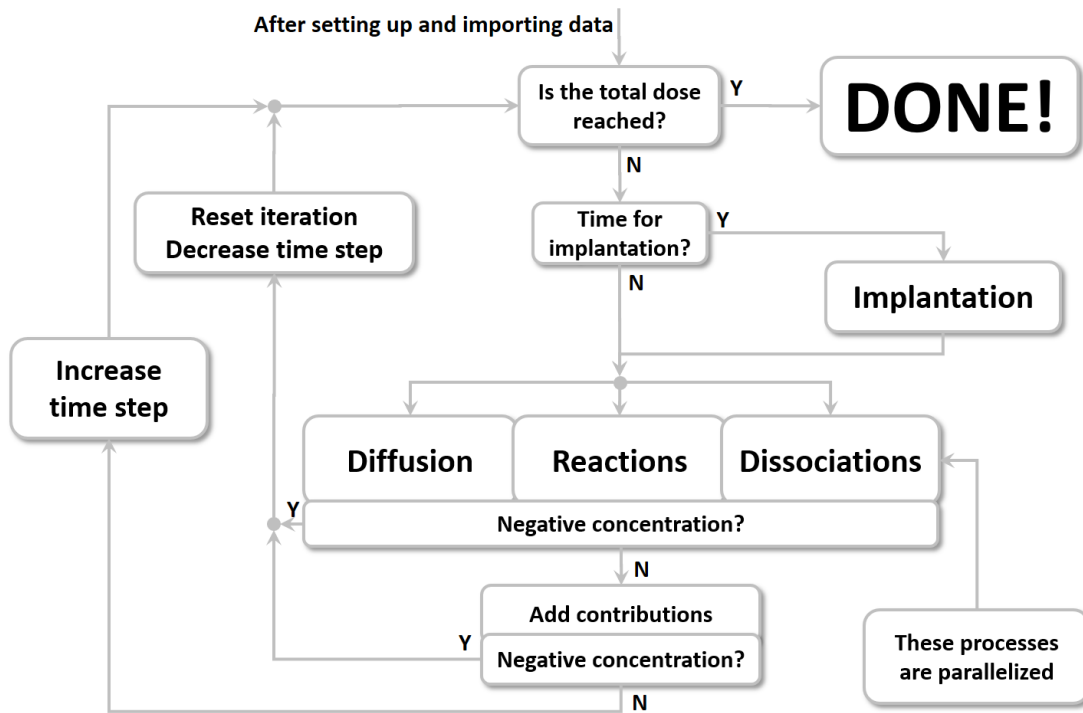 After setting up and importing data
Is the total dose
reached?
Y
DONE!
N
Time for
implantation?
Y
N
Implantation
Reset iteration
Decrease time step
Increase
time step
Diffusion
Reactions
Dissociations
Y
Negative concentration?
N
Add contributions
Y
Negative concentration?
N
These processes
are parallelized